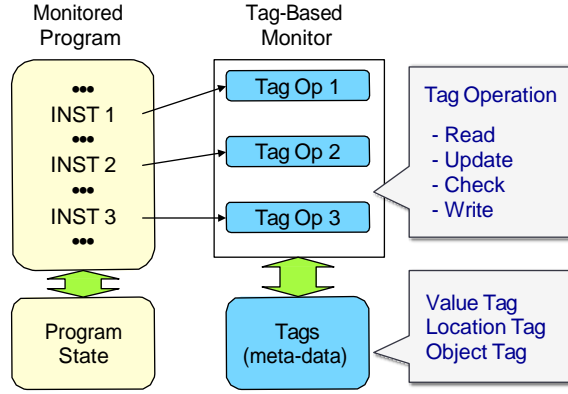 Monitored
Program
Tag-Based
Monitor
•••
INST 1
•••
INST 2
•••
INST 3
•••
Tag Op 1
Tag Op 2
Tag Op 3
Tag Operation
- Read
- Update
- Check
- Write
Program
State
Tags
(meta-data)
Value Tag
Location Tag
Object Tag